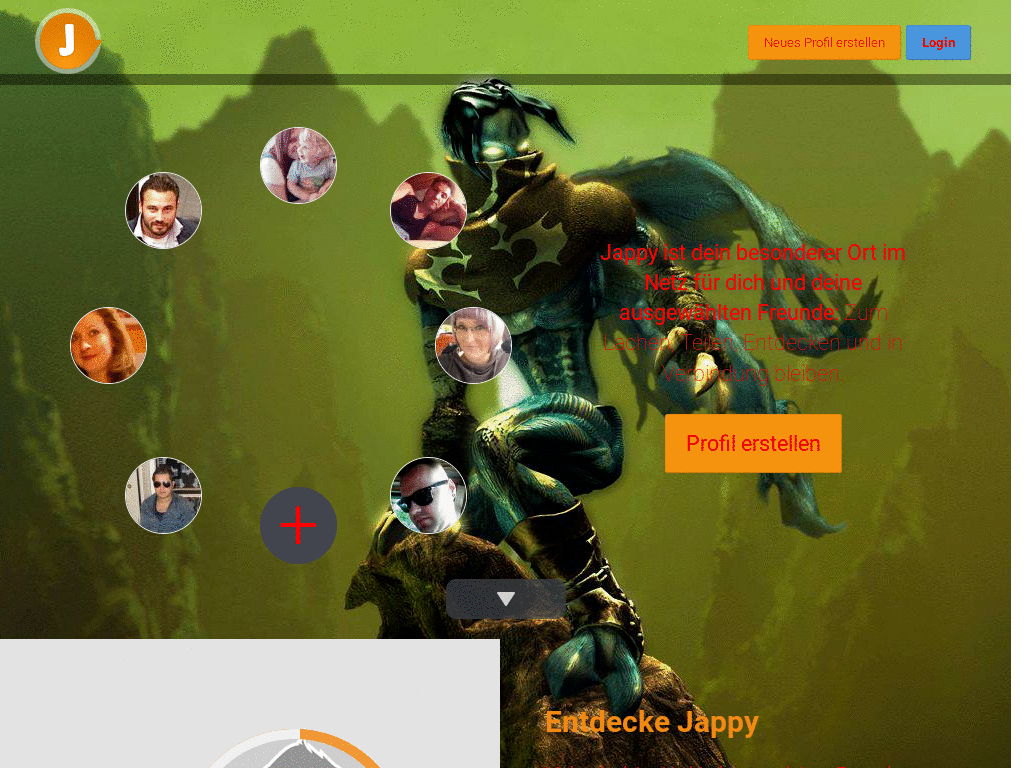 J
Neues Profil erstellen
Login
Jappy ist dein besonderer Ort im
Netz für dich und deine
ausgewählten Freunde: Zum
Lachen, Teilen, Entdecken und in
Verbindung bleiben.
Profil erstellen
Entdecke Jappy